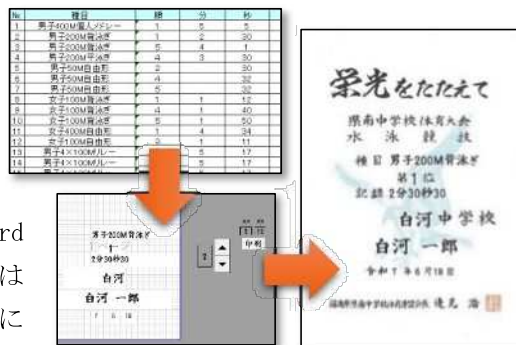 No. 種目 順 分 秒
1 男子400M個人メドレー 1 5 5
2 男子200M背泳ぎ 1 2 30
3 男子200M背泳ぎ 5 4 1
4 男子200M平泳ぎ 4 3 30
5 男子50M自由形 2 30
6 男子50M自由形 4 32
7 男子50M自由形 5 32
8 女子100M背泳ぎ 1 1 12
9 女子100M背泳ぎ 4 1 40
10 女子100M背泳ぎ 5 1 50
11 女子400M自由形 1 4 34
12 女子100M自由形 1 11
13 男子4×100Mリレー 5 17
男子4×100Mリレー 5 17
rd
は
に
男子200M背泳ぎ
1
2分30秒30
白河
白河 一郎
7 6 18
印刷
2
栄光をたたえて
県南中学校体育大会
水泳競技
種目 男子200M背泳ぎ
第1位
記録 2分30秒30
白河中学校
白河 一郎
令和7年6月18日